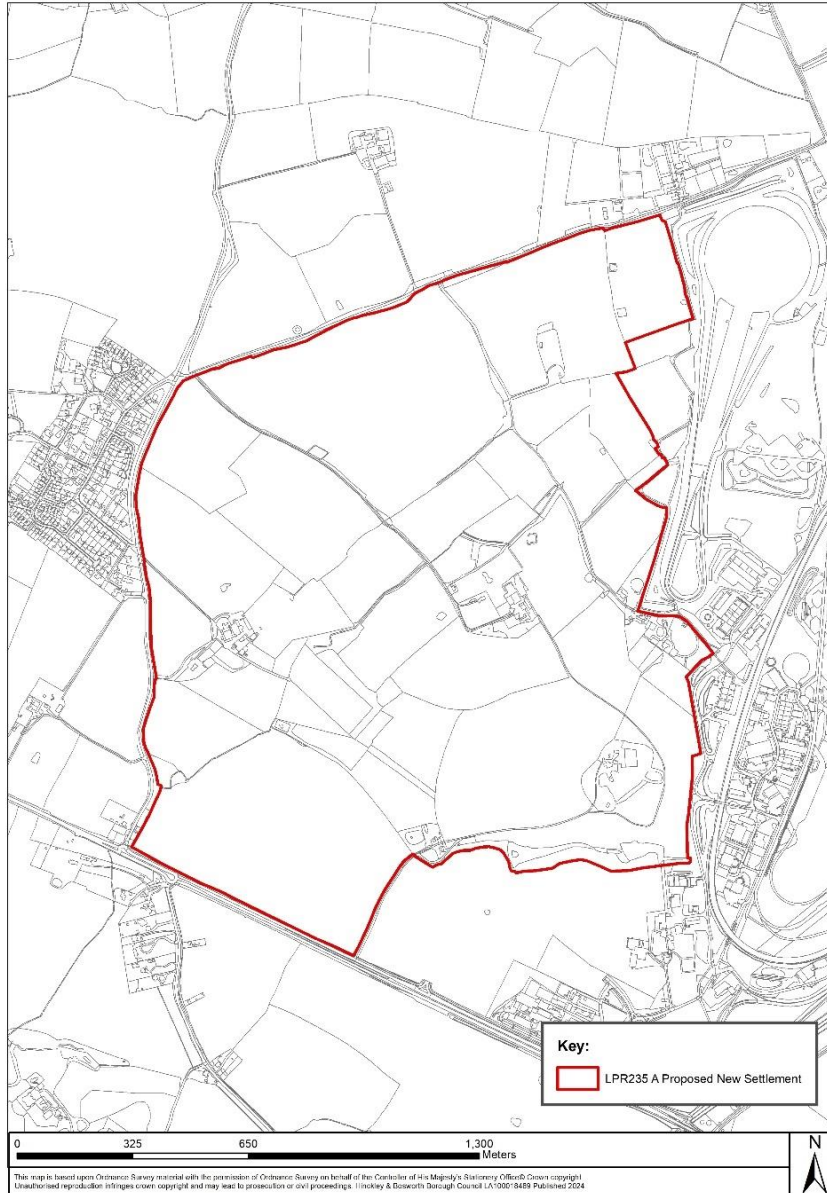 Key:
LPR235 A Proposed New Settlement
0 325 650 1,300
Meters
N
This map is based upon Ordnance Survey material with the permission of Ordnance Survey on behalf of the Controller of His Majesty's Stationery Office© Crown copyright
Unauthorised reproduction infringes crown copyright and may lead to prosecution or civil proceedings. Hinckley & Bosworth Borough Council LA100018489 Published 2024